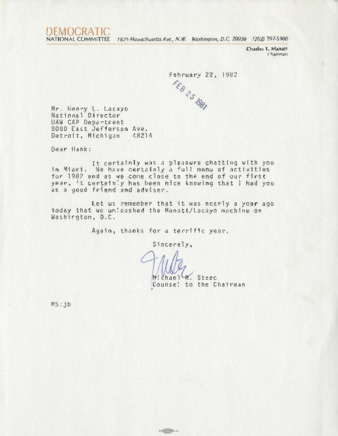 DEMOCRATIC
NATIONAL COMMITTEE 1625 Massachusetts Ave., N.W. Washington, D.C. 20036 (202) 797-5900
Charles T. Manatt
Chairman
February 22, 1982
FEB 25 1981
Mr. Henry L. Lacayo
National Director
UAW CAP Department
8000 East Jefferson Ave.
Detroit, Michigan 48214
Dear Hank:
It certainly was a pleasure chatting with you
in Miami. We have certainly a full menu of activities
for 1982 and as we come close to the end of our first
year, it certainly has been nice knowing that I had you
as a good friend and adviser.
Let us remember that it was nearly a year ago
today that we unleashed the Manatt/Lacayo machine on
Washington, D.C.
Again, thanks for a terrific year.
Sincerely,
Michael R. Steed
Counsel to the Chairman
MS:jb